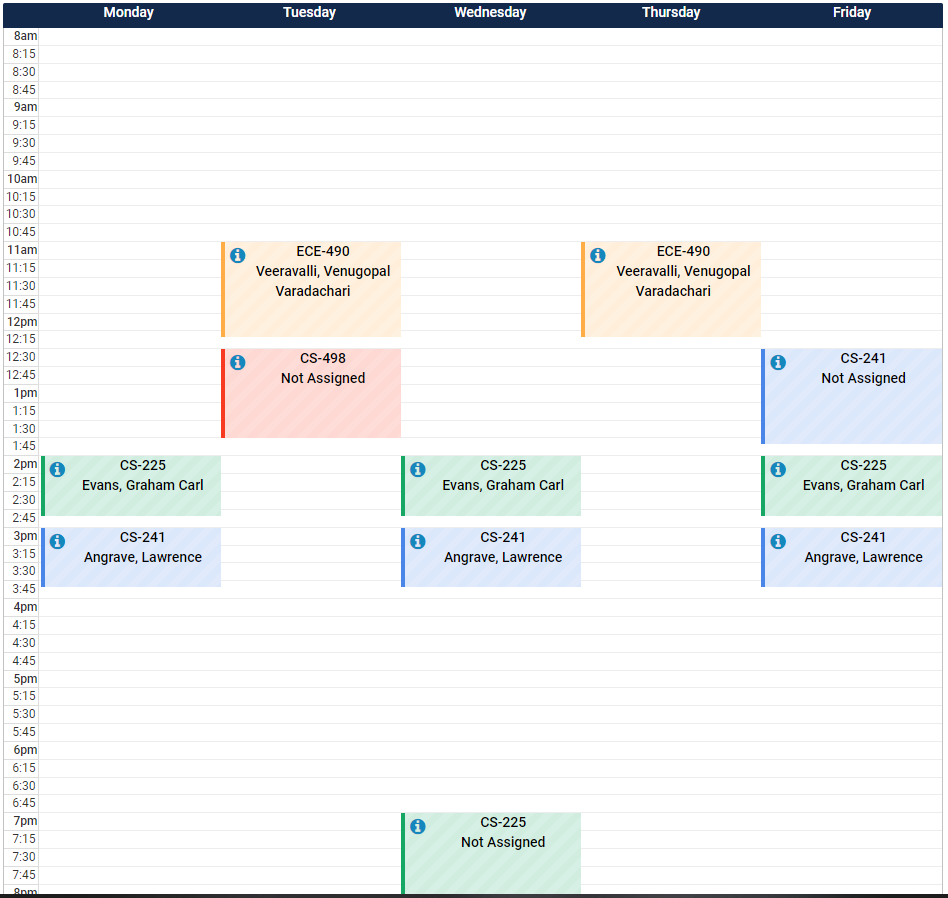 Monday Tuesday Wednesday Thursday Friday
8am
8:15
8:30
8:45
9am
9:15
9:30
9:45
10am
10:15
10:30
10:45
11am
11:15
11:30
11:45
12pm
12:15
12:30
12:45
1pm
1:15
1:30
1:45
2pm
2:15
2:30
2:45
3pm
3:15
3:30
3:45
4pm
4:15
4:30
4:45
5pm
5:15
5:30
5:45
6pm
6:15
6:30
6:45
7pm
7:15
7:30
7:45
8pm
CS-225
Evans, Graham Carl
CS-241
Angrave, Lawrence
ECE-490
Veeravalli, Venugopal
Varadachari
CS-498
Not Assigned
CS-225
Evans, Graham Carl
CS-241
Angrave, Lawrence
CS-225
Not Assigned
ECE-490
Veeravalli, Venugopal
Varadachari
CS-241
Not Assigned
CS-225
Evans, Graham Carl
CS-241
Angrave, Lawrence